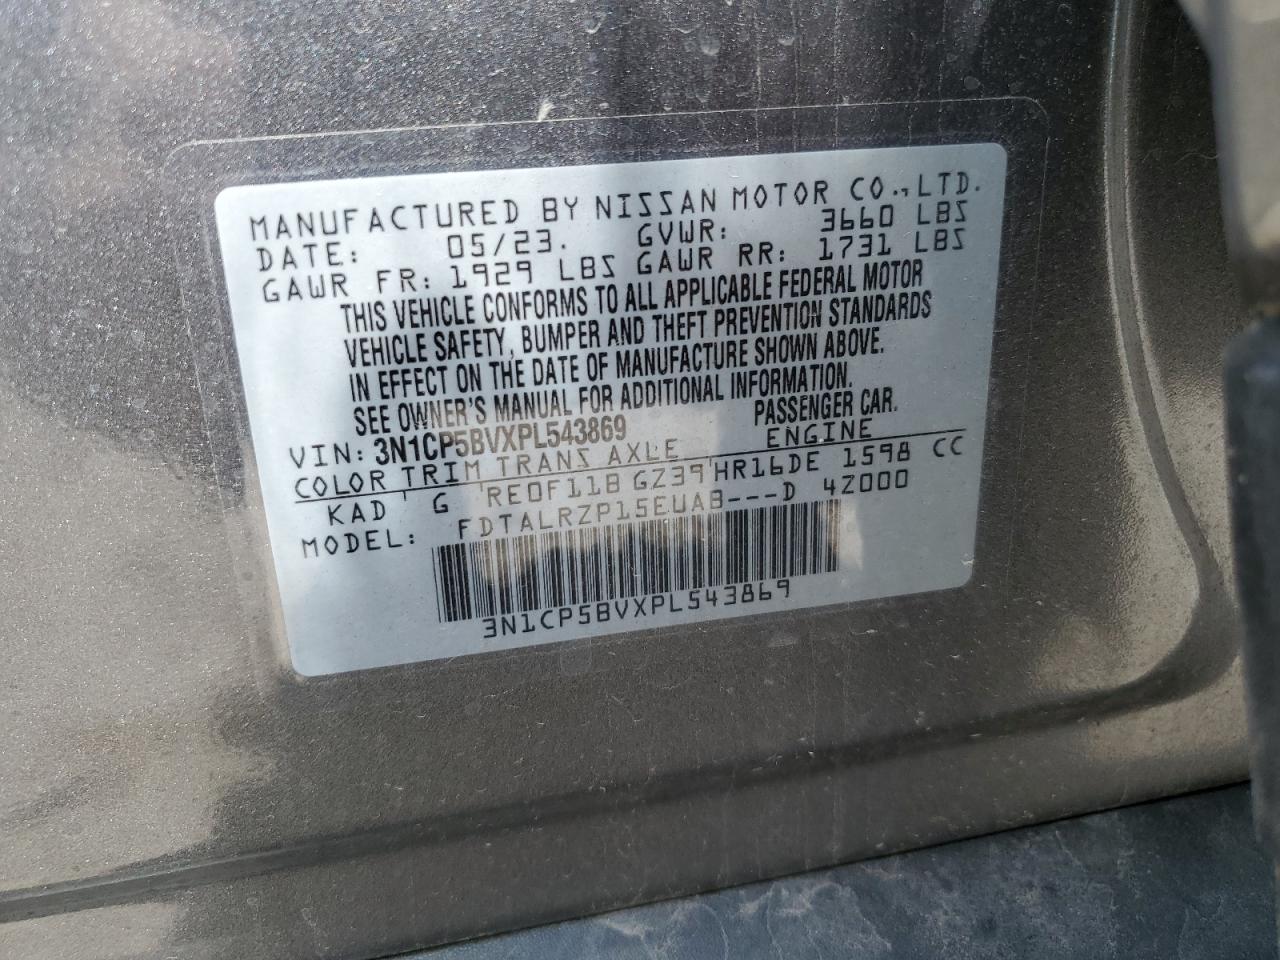 MANUFACTURED BY NISSAN MOTOR CO., LTD.
DATE: 05/23. GVWR: 3660 LBS
GAWR FR: 1929 LBS GAWR RR: 1731 LBS
THIS VEHICLE CONFORMS TO ALL APPLICABLE FEDERAL MOTOR
VEHICLE SAFETY, BUMPER AND THEFT PREVENTION STANDARDS
IN EFFECT ON THE DATE OF MANUFACTURE SHOWN ABOVE.
SEE OWNER'S MANUAL FOR ADDITIONAL INFORMATION.
VIN: 3N1CP5BVXPL543869 PASSENGER CAR.
COLOR TRIM TRANS AXLE ENGINE
KAD G RE0F11B GZ39 HR16DE 1598 CC
MODEL: FDTALRZP15EUAB---D 4Z000
3N1CP5BVXPL543869